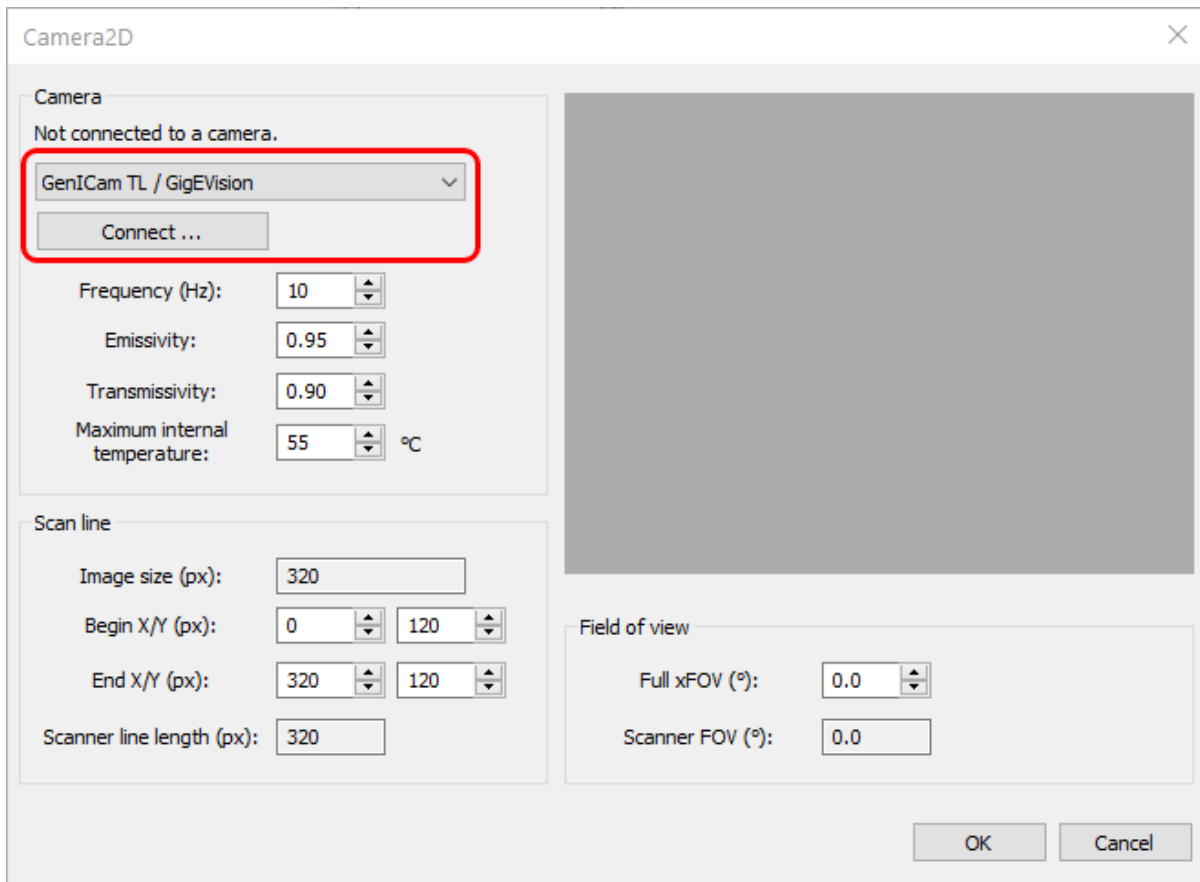 Camera2D
Camera
Not connected to a camera.
GenICam TL / GigEVision
Connect ...
Frequency (Hz): 10
Emissivity: 0.95
Transmissivity: 0.90
Maximum internal
temperature: 55 °C
Scan line
Image size (px): 320
Begin X/Y (px): 0 120
End X/Y (px): 320 120
Scanner line length (px): 320
Field of view
Full xFOV (°): 0.0
Scanner FOV (°): 0.0
OK Cancel